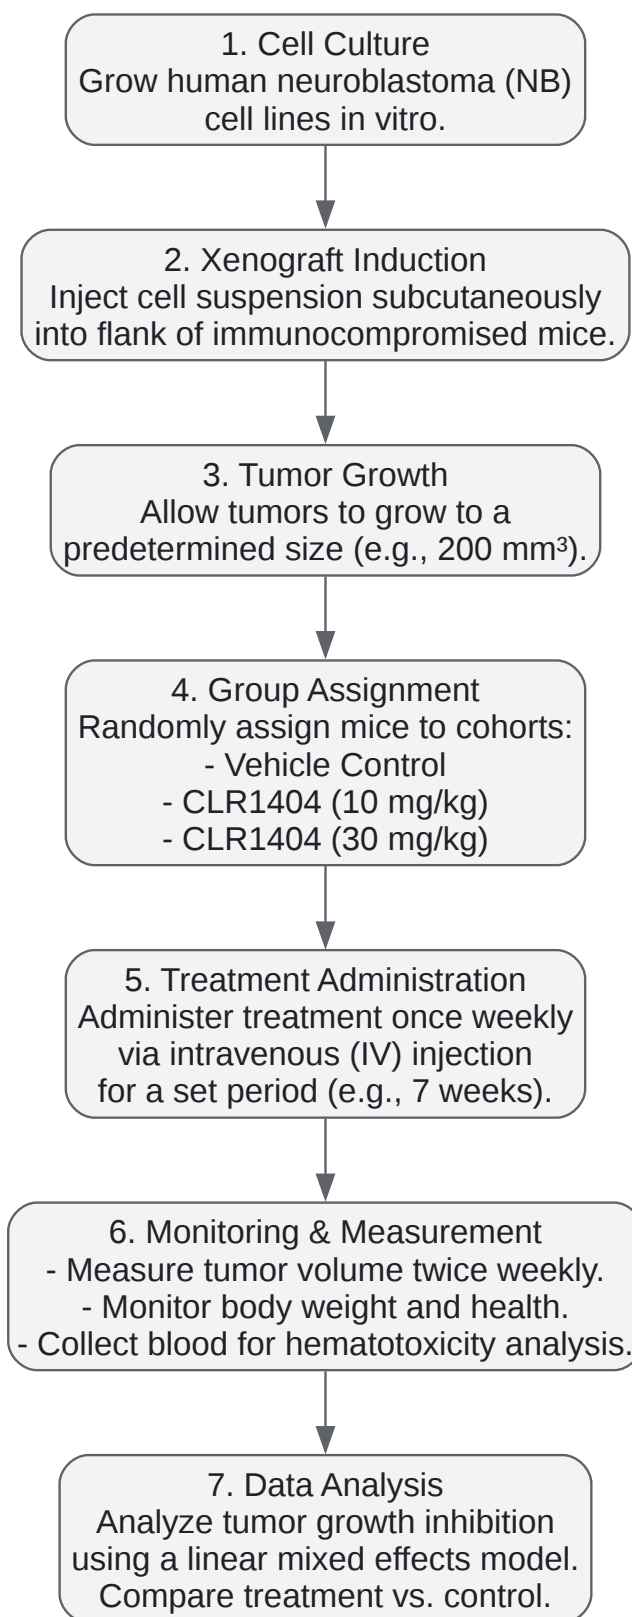 1. Cell Culture
Grow human neuroblastoma (NB)
cell lines in vitro.
2. Xenograft Induction
Inject cell suspension subcutaneously
into flank of immunocompromised mice.
3. Tumor Growth
Allow tumors to grow to a
predetermined size (e.g., 200 mm³).
4. Group Assignment
Randomly assign mice to cohorts:
- Vehicle Control
- CLR1404 (10 mg/kg)
- CLR1404 (30 mg/kg)
5. Treatment Administration
Administer treatment once weekly
via intravenous (IV) injection
for a set period (e.g., 7 weeks).
6. Monitoring & Measurement
- Measure tumor volume twice weekly.
- Monitor body weight and health.
- Collect blood for hematotoxicity analysis.
7. Data Analysis
Analyze tumor growth inhibition
using a linear mixed effects model.
Compare treatment vs. control.